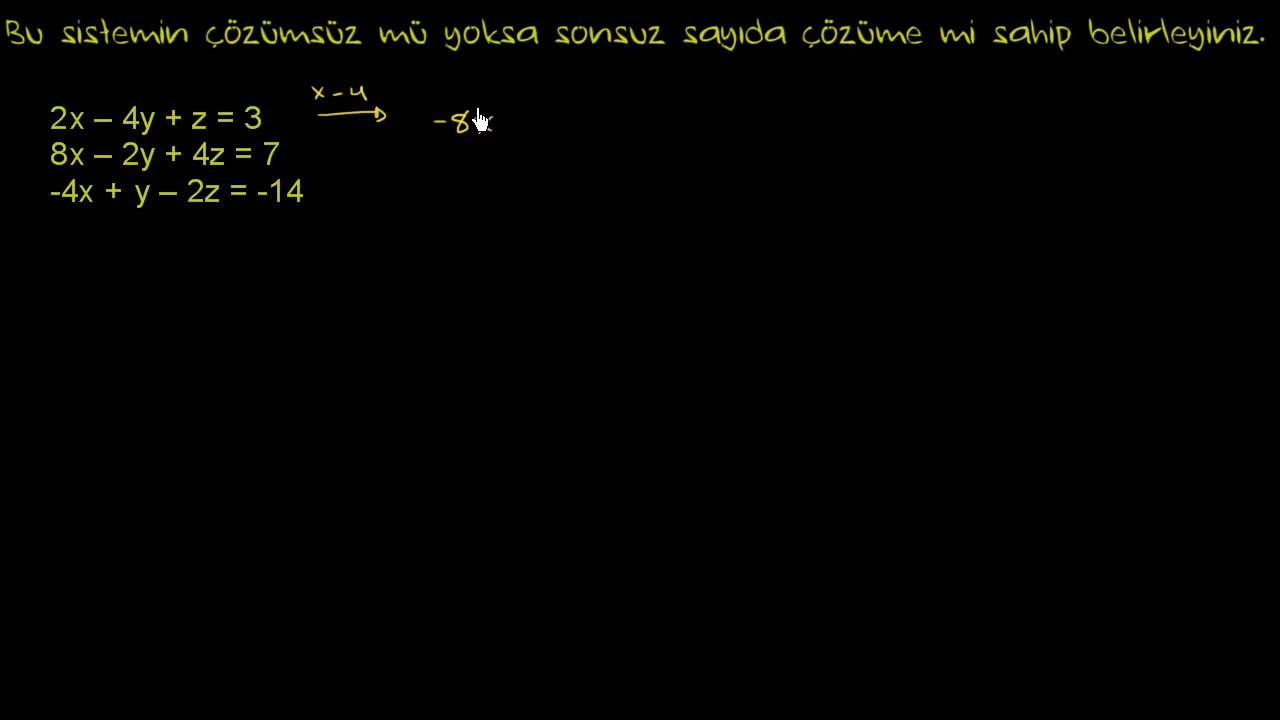 Bu sistemin çözümsüz mü yoksa sonsuz sayıda çözüme mi sahip belirleyiniz.
x - 4
2x – 4y + z = 3
-8x
8x – 2y + 4z = 7
-4x + y – 2z = -14